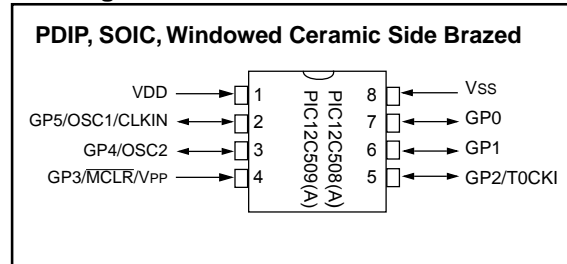 PDIP, SOIC, Windowed Ceramic Side Brazed
VDD 1 8 VSS
GP5/OSC1/CLKIN 2 7 GP0
GP4/OSC2 3 6 GP1
GP3/MCLR/VPP 4 5 GP2/T0CKI
PIC12C508(A)
PIC12C509(A)